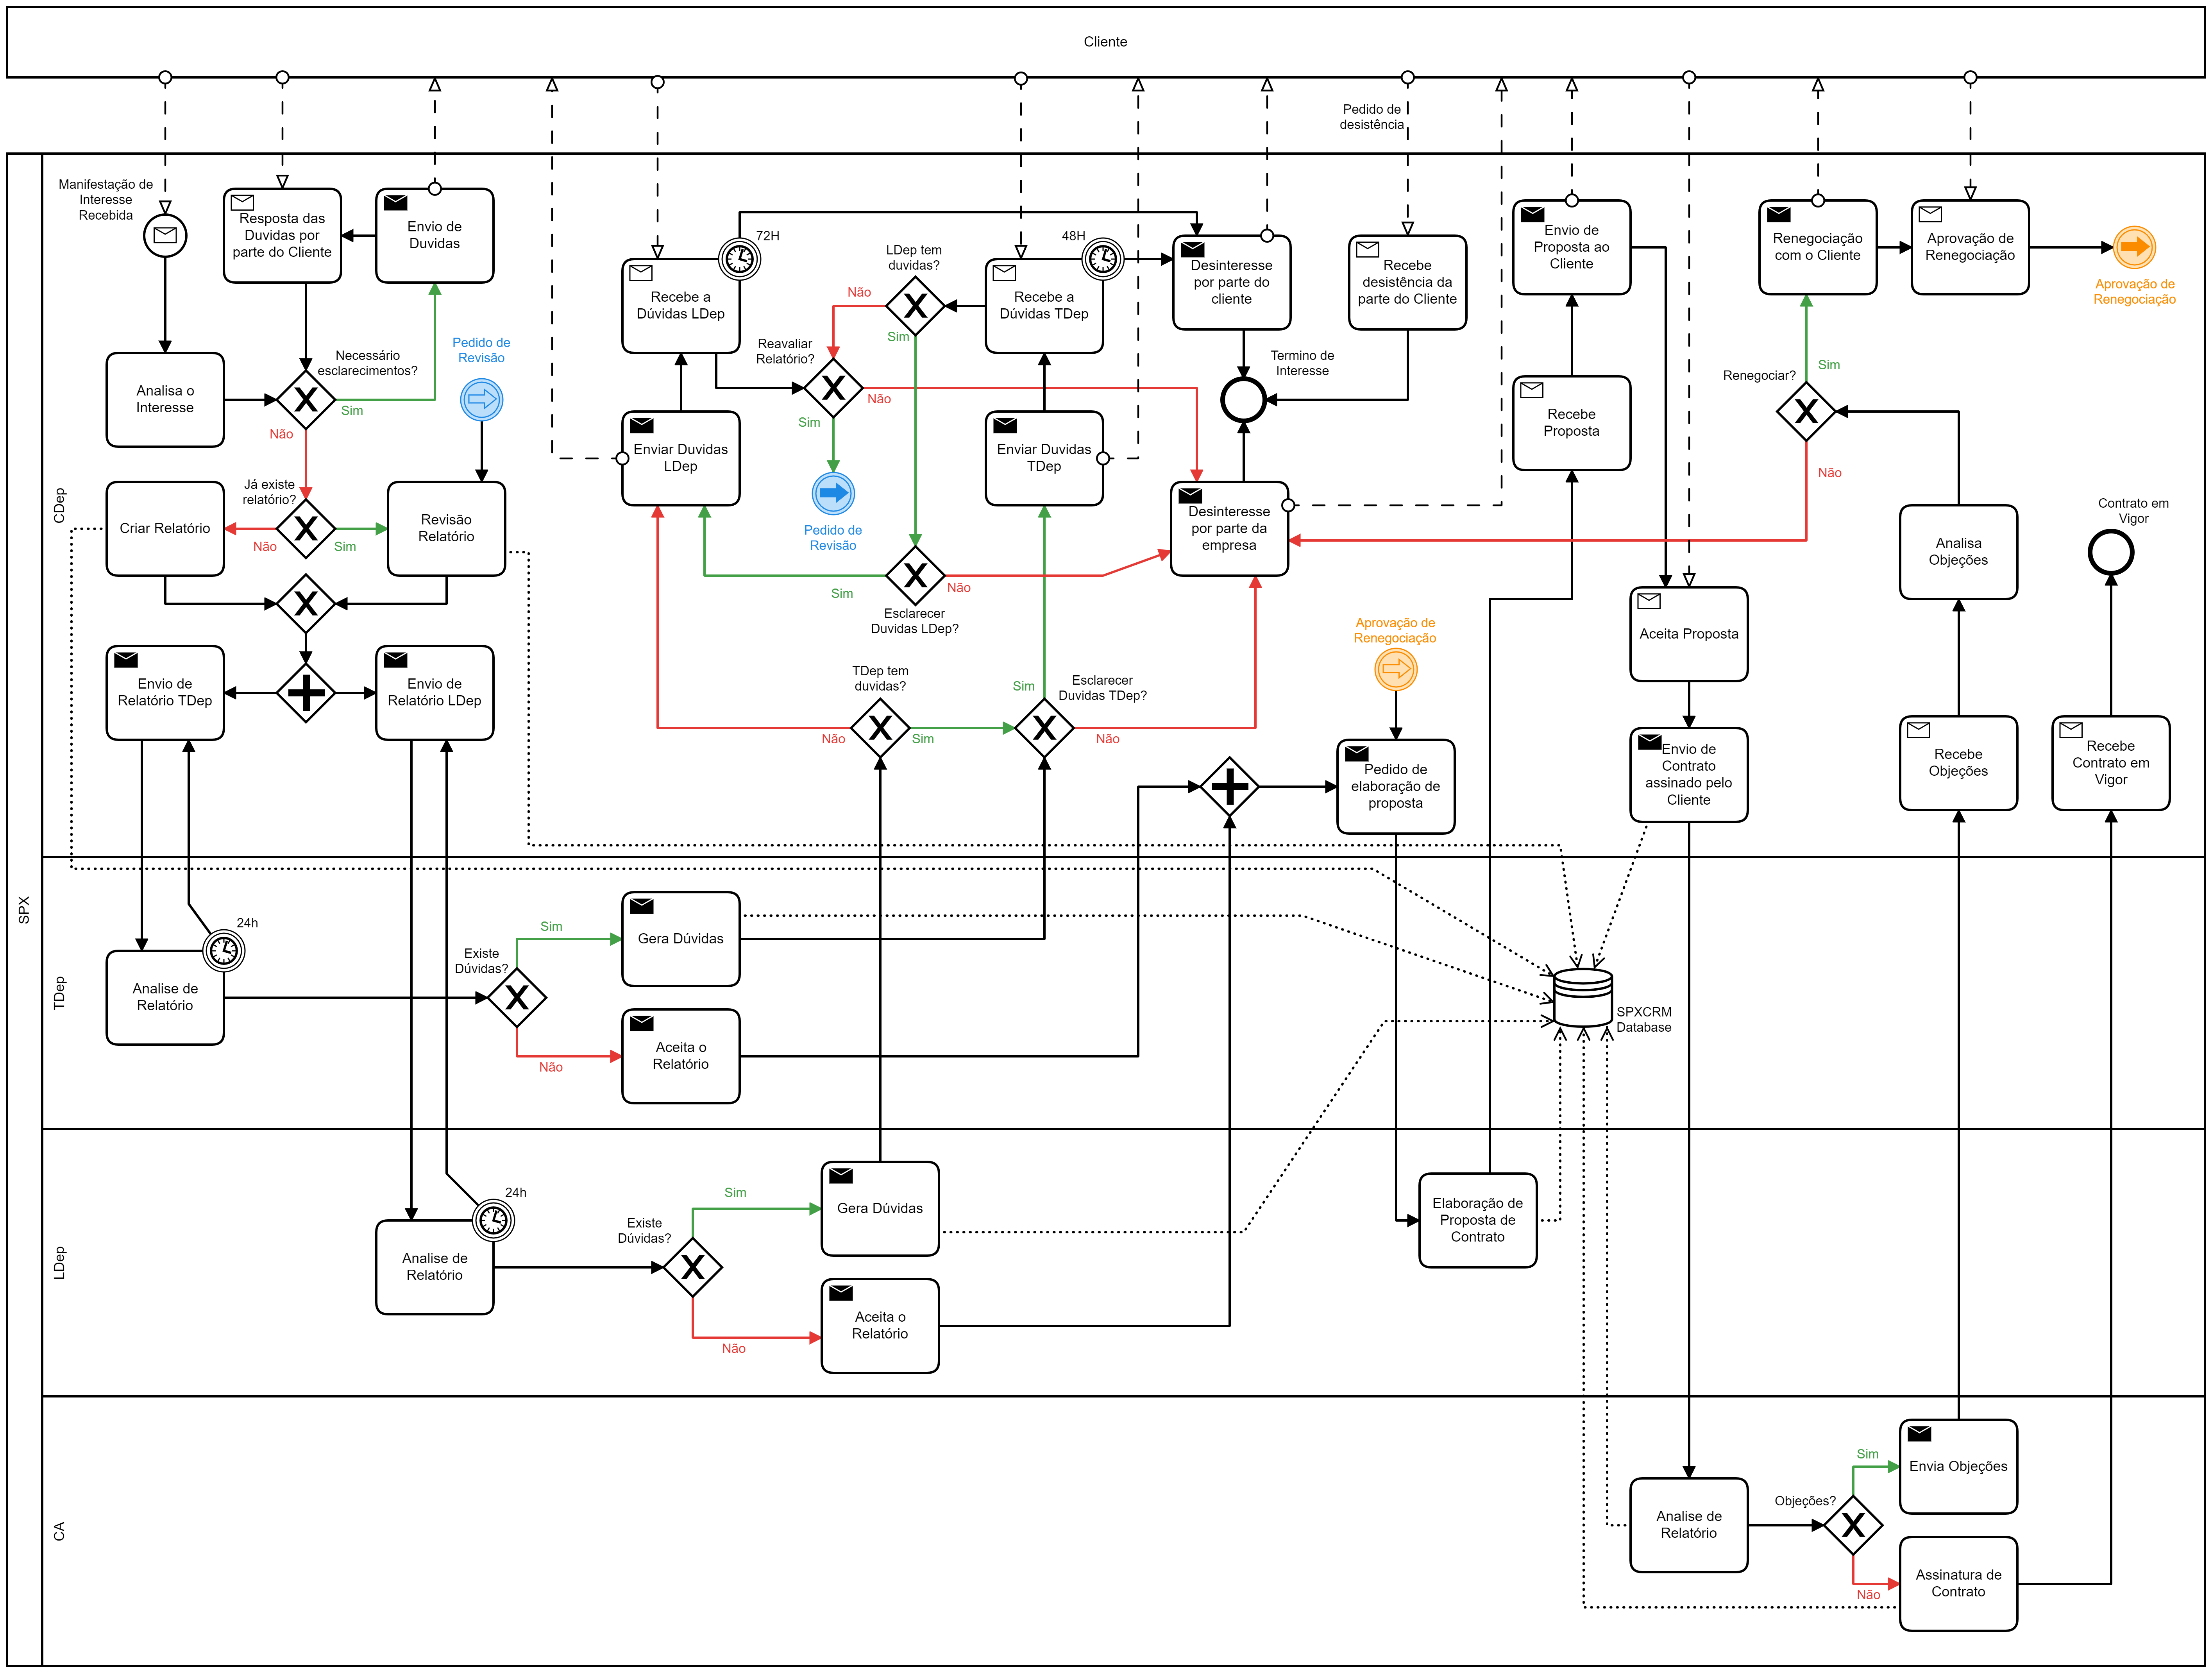 Cliente
Pedido de
desistência
SPX
CDep
Manifestação de
Interesse
Recebida
Resposta das
Duvidas por
parte do Cliente
Envio de
Duvidas
Analisa o
Interesse
Necessário
esclarecimentos?
Sim
Não
Pedido de
Revisão
Já existe
relatório?
Criar Relatório
Não
Sim
Revisão
Relatório
Envio de
Relatório TDep
Envio de
Relatório LDep
72H
Recebe a
Dúvidas LDep
LDep tem
duvidas?
Não
Sim
48H
Recebe a
Dúvidas TDep
Reavaliar
Relatório?
Não
Sim
Pedido de
Revisão
Enviar Duvidas
LDep
Enviar Duvidas
TDep
Sim
Não
Esclarecer
Duvidas LDep?
TDep tem
duvidas?
Não
Sim
Sim
Esclarecer
Duvidas TDep?
Não
Desinteresse
por parte do
cliente
Recebe
desistência da
parte do Cliente
Termino de
Interesse
Desinteresse
por parte da
empresa
Envio de
Proposta ao
Cliente
Recebe
Proposta
Aprovação de
Renegociação
Pedido de
elaboração de
proposta
Aceita Proposta
Envio de
Contrato
assinado pelo
Cliente
Renegociação
com o Cliente
Aprovação de
Renegociação
Aprovação de
Renegociação
Renegociar?
Sim
Não
Analisa
Objeções
Recebe
Objeções
Contrato em
Vigor
Recebe
Contrato em
Vigor
TDep
24h
Analise de
Relatório
Existe
Dúvidas?
Sim
Não
Gera Dúvidas
Aceita o
Relatório
SPXCRM
Database
LDep
24h
Analise de
Relatório
Existe
Dúvidas?
Sim
Não
Gera Dúvidas
Aceita o
Relatório
Elaboração de
Proposta de
Contrato
CA
Analise de
Relatório
Objeções?
Sim
Não
Envia Objeções
Assinatura de
Contrato